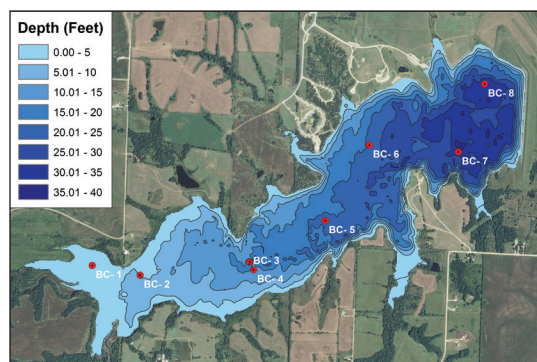 Depth (Feet)
0.00 - 5
5.01 - 10
10.01 - 15
15.01 - 20
20.01 - 25
25.01 - 30
30.01 - 35
35.01 - 40
BC- 8
BC- 6
BC- 7
BC- 5
BC- 3
BC- 1
BC- 4
BC- 2